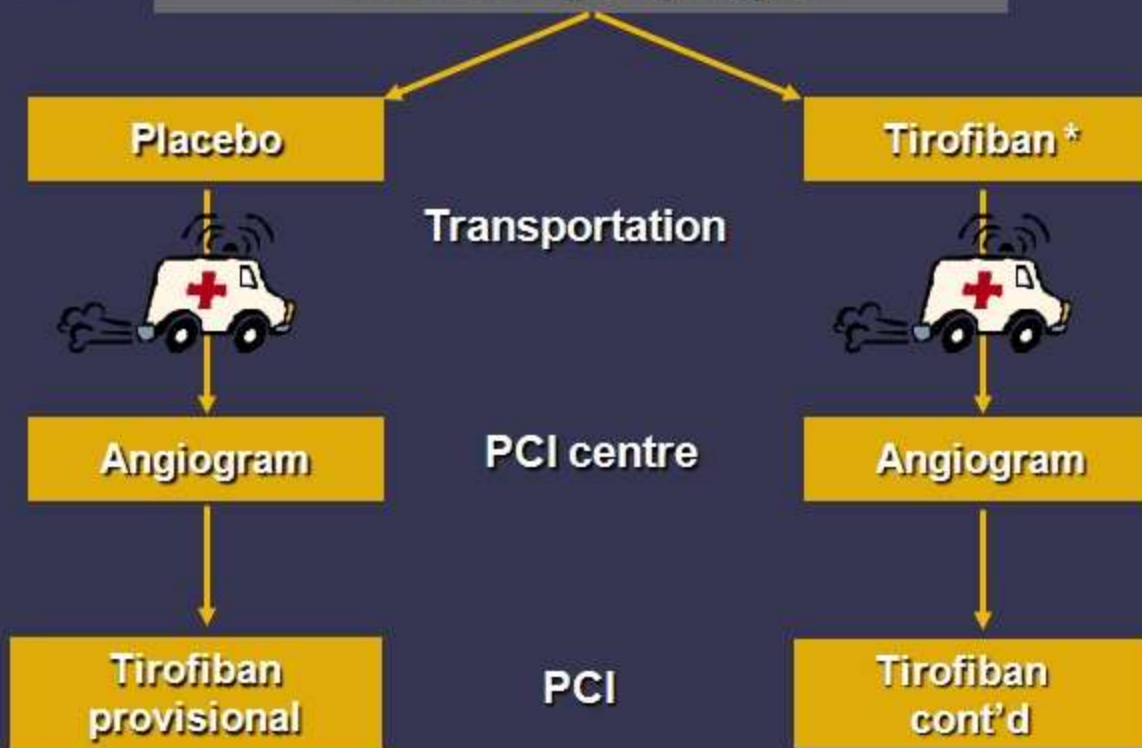 Placebo
Tirofiban *
Transportation
Angiogram
PCI centre
Angiogram
Tirofiban
provisional
PCI
Tirofiban
cont'd